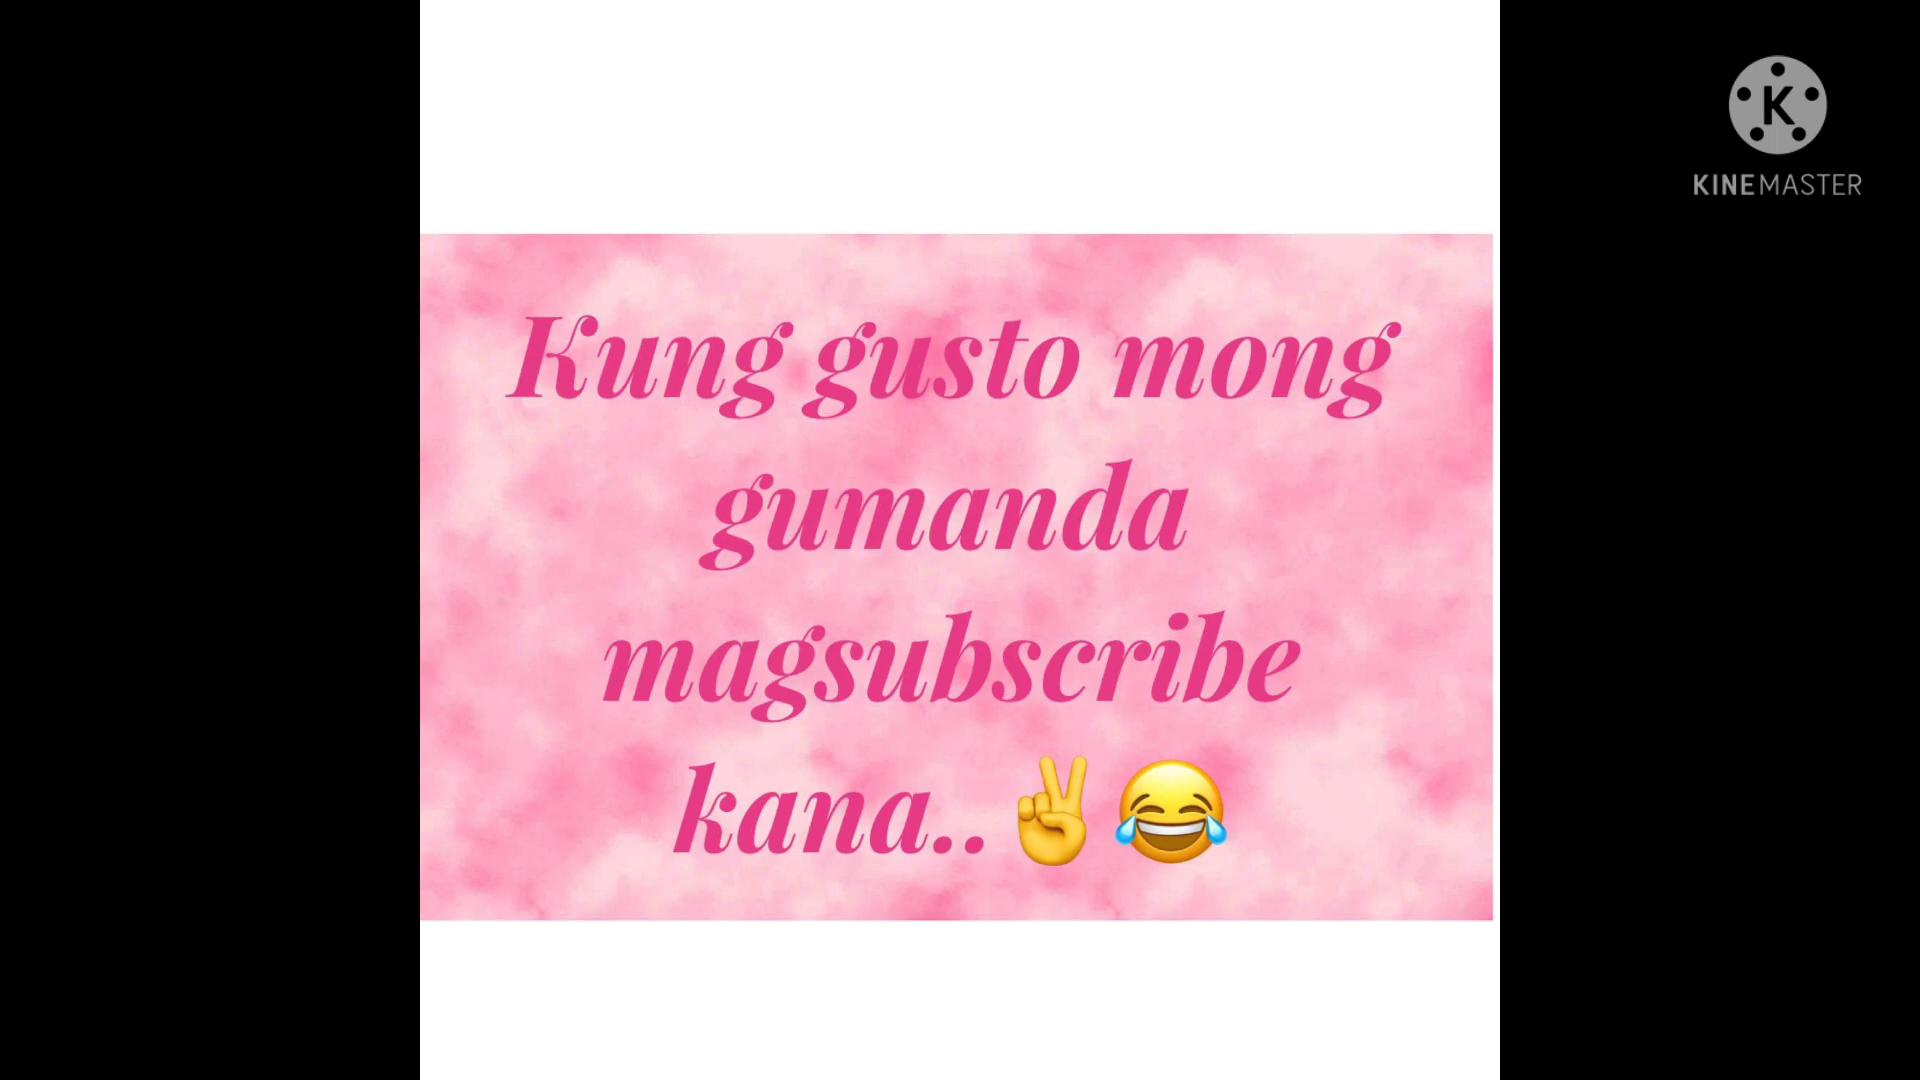 K
KINEMASTER
Kung gusto mong
gumanda
magsubscribe
kana..✌😂